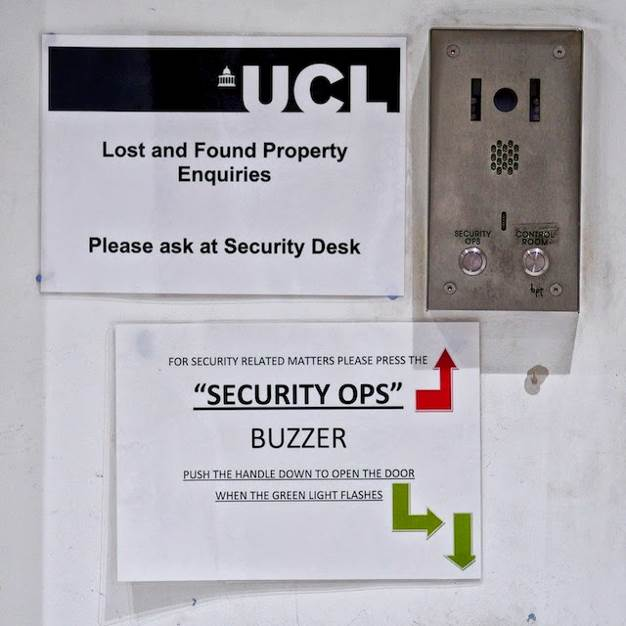 UCL
Lost and Found Property
Enquiries
Please ask at Security Desk
SECURITY
OPS
CONTROL
ROOM
FOR SECURITY RELATED MATTERS PLEASE PRESS THE
“SECURITY OPS”
BUZZER
PUSH THE HANDLE DOWN TO OPEN THE DOOR
WHEN THE GREEN LIGHT FLASHES